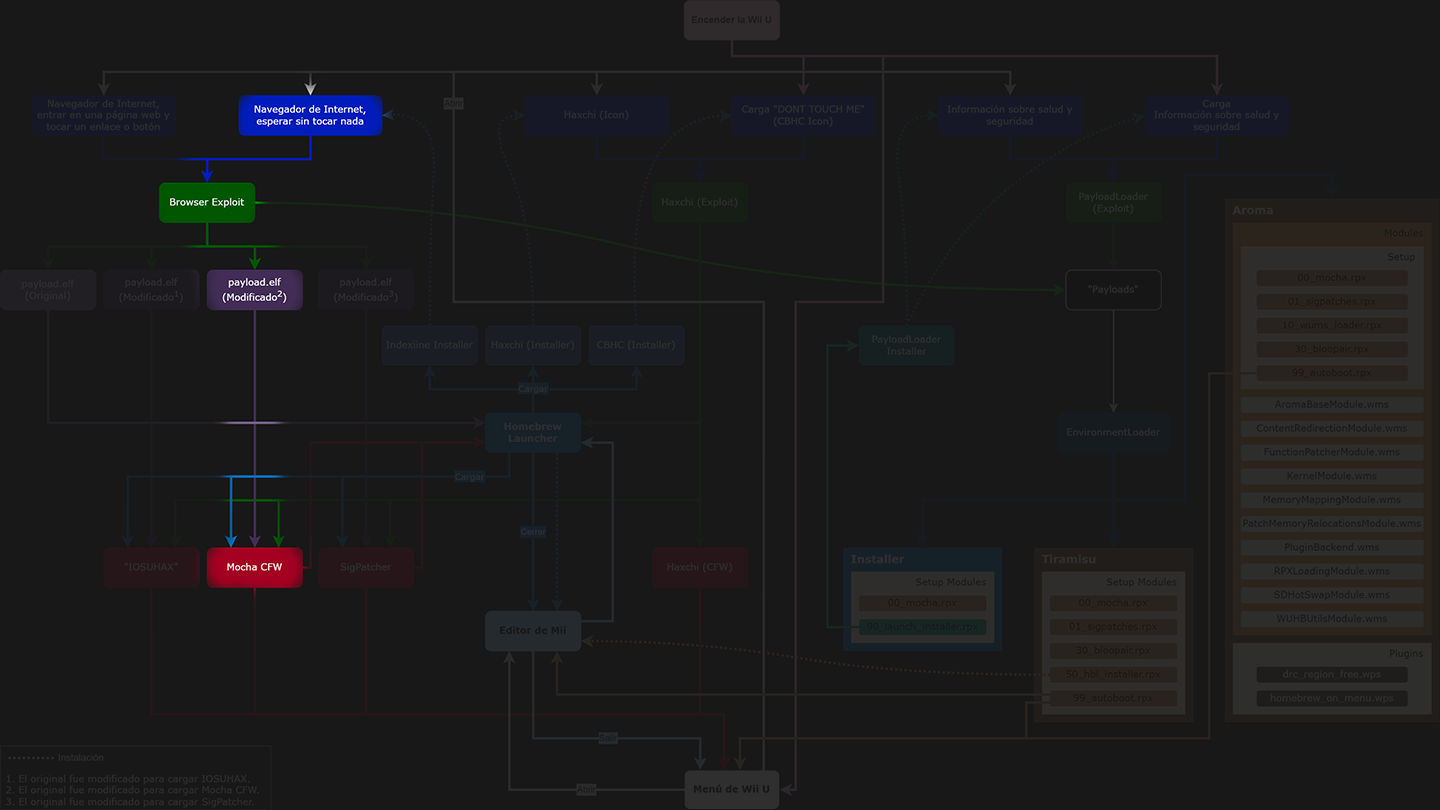 Encender la Wii U
Navegador de Internet,
entrar en una página web y
tocar un enlace o botón
Navegador de Internet,
esperar sin tocar nada
Abrir
Haxchi (Icon)
Carga "DONT TOUCH ME"
(CBHC Icon)
Información sobre salud y
seguridad
Carga
Información sobre salud y
seguridad
Browser Exploit
Haxchi (Exploit)
PayloadLoader
(Exploit)
Aroma
Modules
Setup
payload.elf
(Original)
payload.elf
(Modificado¹)
payload.elf
(Modificado²)
payload.elf
(Modificado³)
"Payloads"
00_mocha.rpx
01_sigpatches.rpx
10_wums_loader.rpx
30_bloopair.rpx
90_autoboot.rpx
Indexiine Installer
Haxchi (Installer)
CBHC (Installer)
PayloadLoader
Installer
Cargar
Homebrew
Launcher
EnvironmentLoader
AromaBaseModule.wms
ContentRedirectionModule.wms
FunctionPatcherModule.wms
KernelModule.wms
MemoryMappingModule.wms
PatchMemoryRelocationsModule.wms
PluginBackend.wms
RPXLoadingModule.wms
SDHotSwapModule.wms
WUHBUtilsModule.wms
Cargar
Cerrar
"IOSUHAX"
Mocha CFW
SigPatcher
Haxchi (CFW)
Installer
Setup Modules
00_mocha.rpx
90_launch_installer.rpx
Tiramisu
Setup Modules
00_mocha.rpx
01_sigpatches.rpx
30_bloopair.rpx
50_hbl_installer.rpx
99_autoboot.rpx
Editor de Mii
Plugins
drc_region_free.wps
homebrew_on_menu.wps
Salir
Abrir
Menú de Wii U
Instalación
1. El original fue modificado para cargar IOSUHAX.
2. El original fue modificado para cargar Mocha CFW.
3. El original fue modificado para cargar SigPatcher.